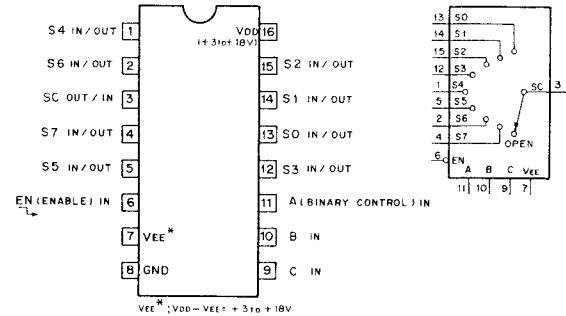 S4 IN/OUT 1
VDD 16
(+3 to +18V)
S6 IN/OUT 2
15 S2 IN/OUT
SC OUT/IN 3
14 S1 IN/OUT
S7 IN/OUT 4
13 S0 IN/OUT
S5 IN/OUT 5
12 S3 IN/OUT
EN (ENABLE) IN 6
11 A (BINARY CONTROL) IN
7 VEE*
10 B IN
8 GND
9 C IN
VEE* ; VDD-VEE = +3 to +18V
13 S0
14 S1
15 S2
12 S3
1 S4
5 S5
2 S6
4 S7
SC 3
OPEN
6 EN
A B C VEE
11 10 9 7